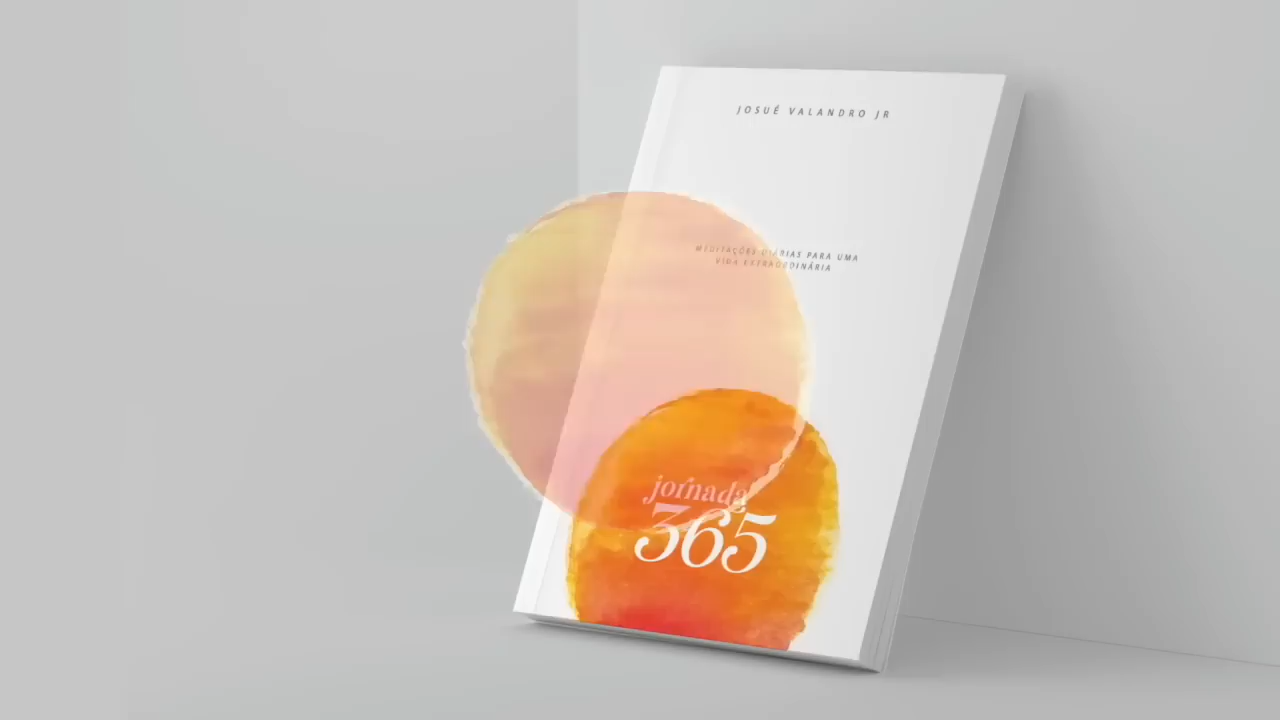 JOSUÉ VALANDRO JR
MEDITAÇÕES DIÁRIAS PARA UMA
VIDA EXTRAORDINÁRIA
jornada
365